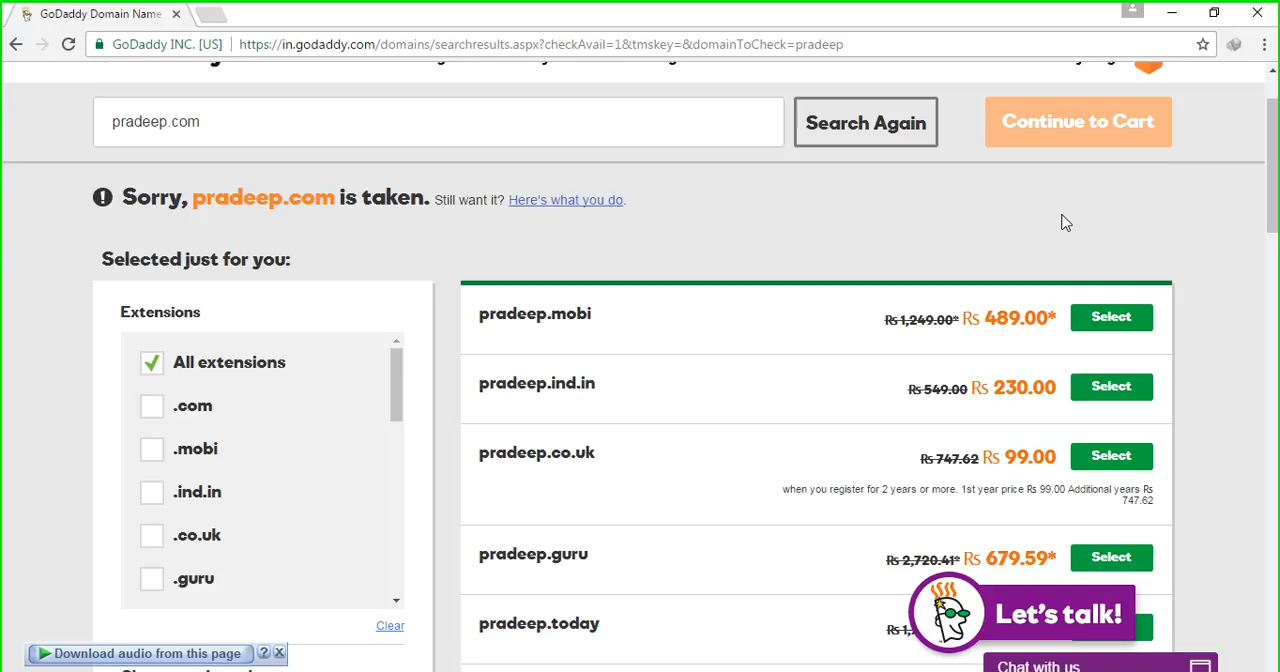 GoDaddy Domain Name
GoDaddy INC. [US]
https://in.godaddy.com/domains/searchresults.aspx?checkAvail=1&tmskey=&domainToCheck=pradeep
pradeep.com
Search Again
Continue to Cart
Sorry, pradeep.com is taken. Still want it? Here's what you do.
Selected just for you:
Extensions
All extensions
.com
.mobi
.ind.in
.co.uk
.guru
Clear
pradeep.mobi
Rs 1,249.00* Rs 489.00*
Select
pradeep.ind.in
Rs 549.00 Rs 230.00
Select
pradeep.co.uk
Rs 747.62 Rs 99.00
Select
when you register for 2 years or more. 1st year price Rs 99.00 Additional years Rs
747.62
pradeep.guru
Rs 2,720.41* Rs 679.59*
Select
pradeep.today
Let's talk!
Download audio from this page
Chat with us